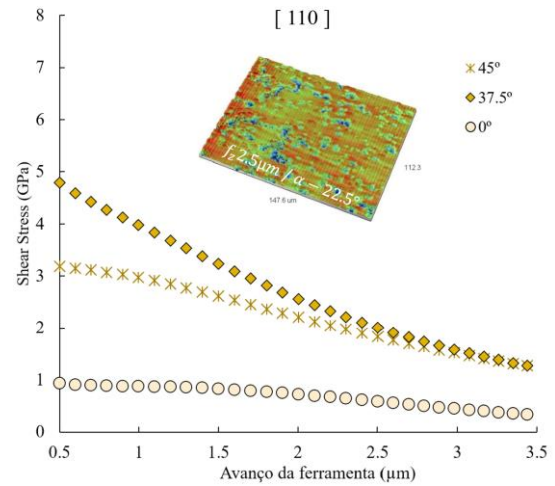 [ 110 ]
8
7
6
5
4
3
2
1
0
Shear Stress (GPa)
45º
37.5º
0º
f_z 2.5µm / α – 22.5°
147.6 um
112.3
0.5
1
1.5
2
2.5
3
3.5
Avanço da ferramenta (µm)